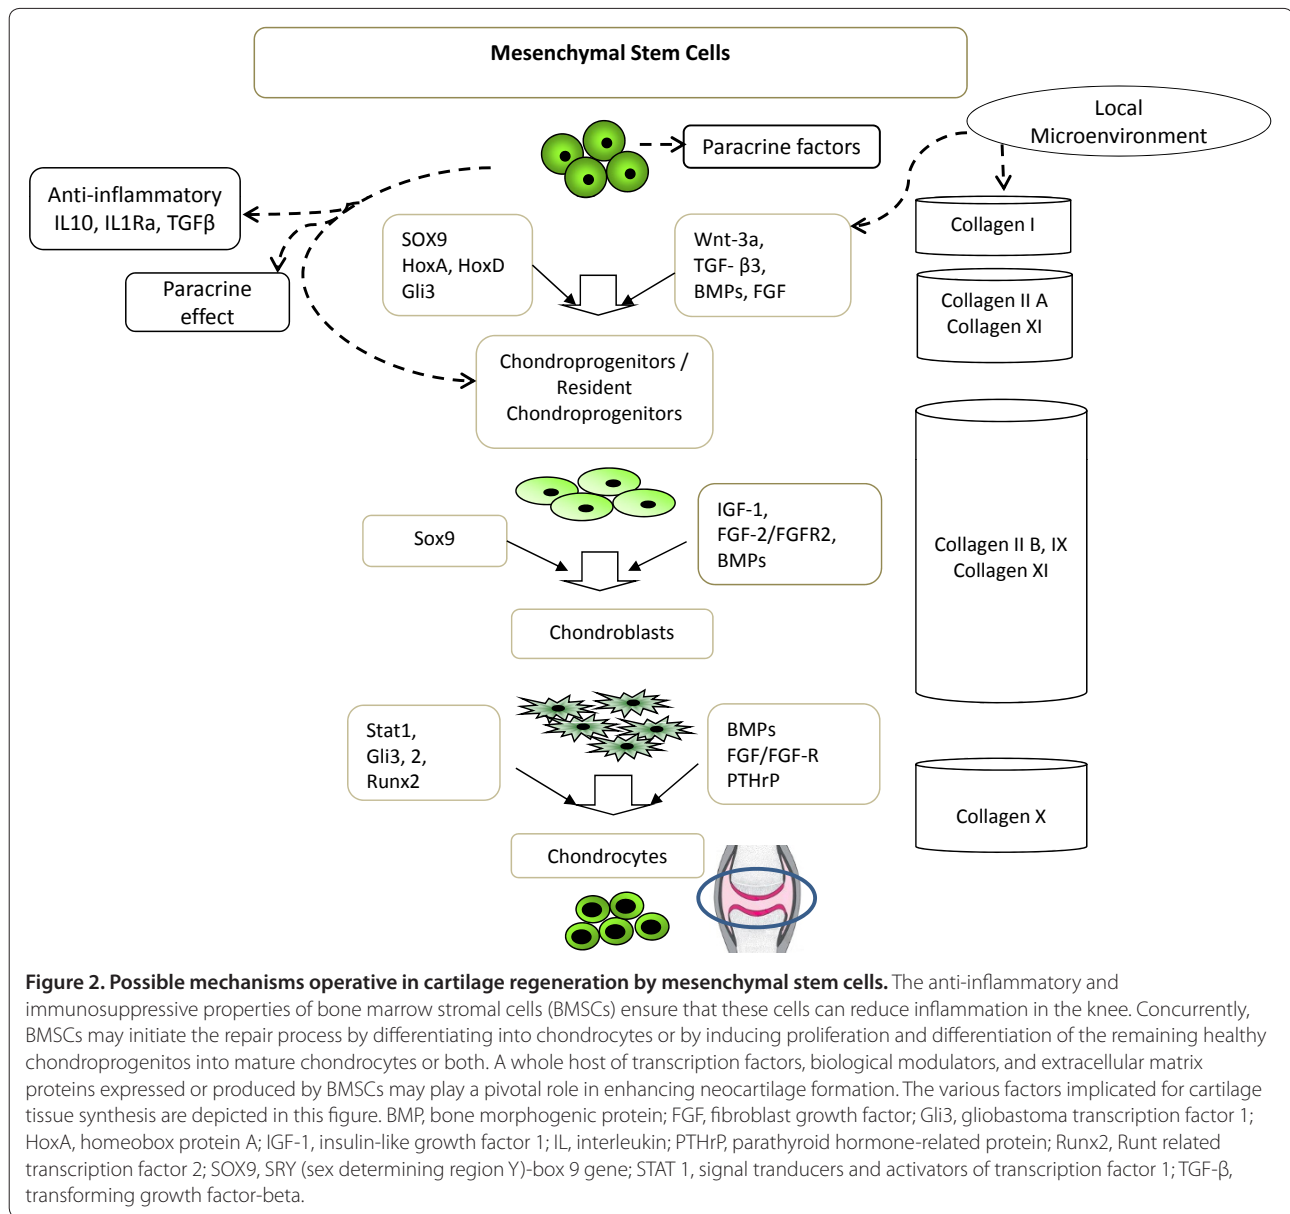 Mesenchymal Stem Cells
Local
Microenvironment
Paracrine factors
Anti-inflammatory
IL10, IL1Ra, TGFβ
Paracrine
effect
SOX9
HoxA, HoxD
Gli3
Wnt-3a,
TGF- β3,
BMPs, FGF
Collagen I
Collagen II A
Collagen XI
Chondroprogenitors /
Resident
Chondroprogenitors
Sox9
IGF-1,
FGF-2/FGFR2,
BMPs
Collagen II B, IX
Collagen XI
Chondroblasts
Stat1,
Gli3, 2,
Runx2
BMPs
FGF/FGF-R
PTHrP
Collagen X
Chondrocytes
Figure 2. Possible mechanisms operative in cartilage regeneration by mesenchymal stem cells. The anti-inflammatory and
immunosuppressive properties of bone marrow stromal cells (BMSCs) ensure that these cells can reduce inflammation in the knee. Concurrently,
BMSCs may initiate the repair process by differentiating into chondrocytes or by inducing proliferation and differentiation of the remaining healthy
chondroprogenitos into mature chondrocytes or both. A whole host of transcription factors, biological modulators, and extracellular matrix
proteins expressed or produced by BMSCs may play a pivotal role in enhancing neocartilage formation. The various factors implicated for cartilage
tissue synthesis are depicted in this figure. BMP, bone morphogenic protein; FGF, fibroblast growth factor; Gli3, gliobastoma transcription factor 1;
HoxA, homeobox protein A; IGF-1, insulin-like growth factor 1; IL, interleukin; PTHrP, parathyroid hormone-related protein; Runx2, Runt related
transcription factor 2; SOX9, SRY (sex determining region Y)-box 9 gene; STAT 1, signal tranducers and activators of transcription factor 1; TGF-β,
transforming growth factor-beta.